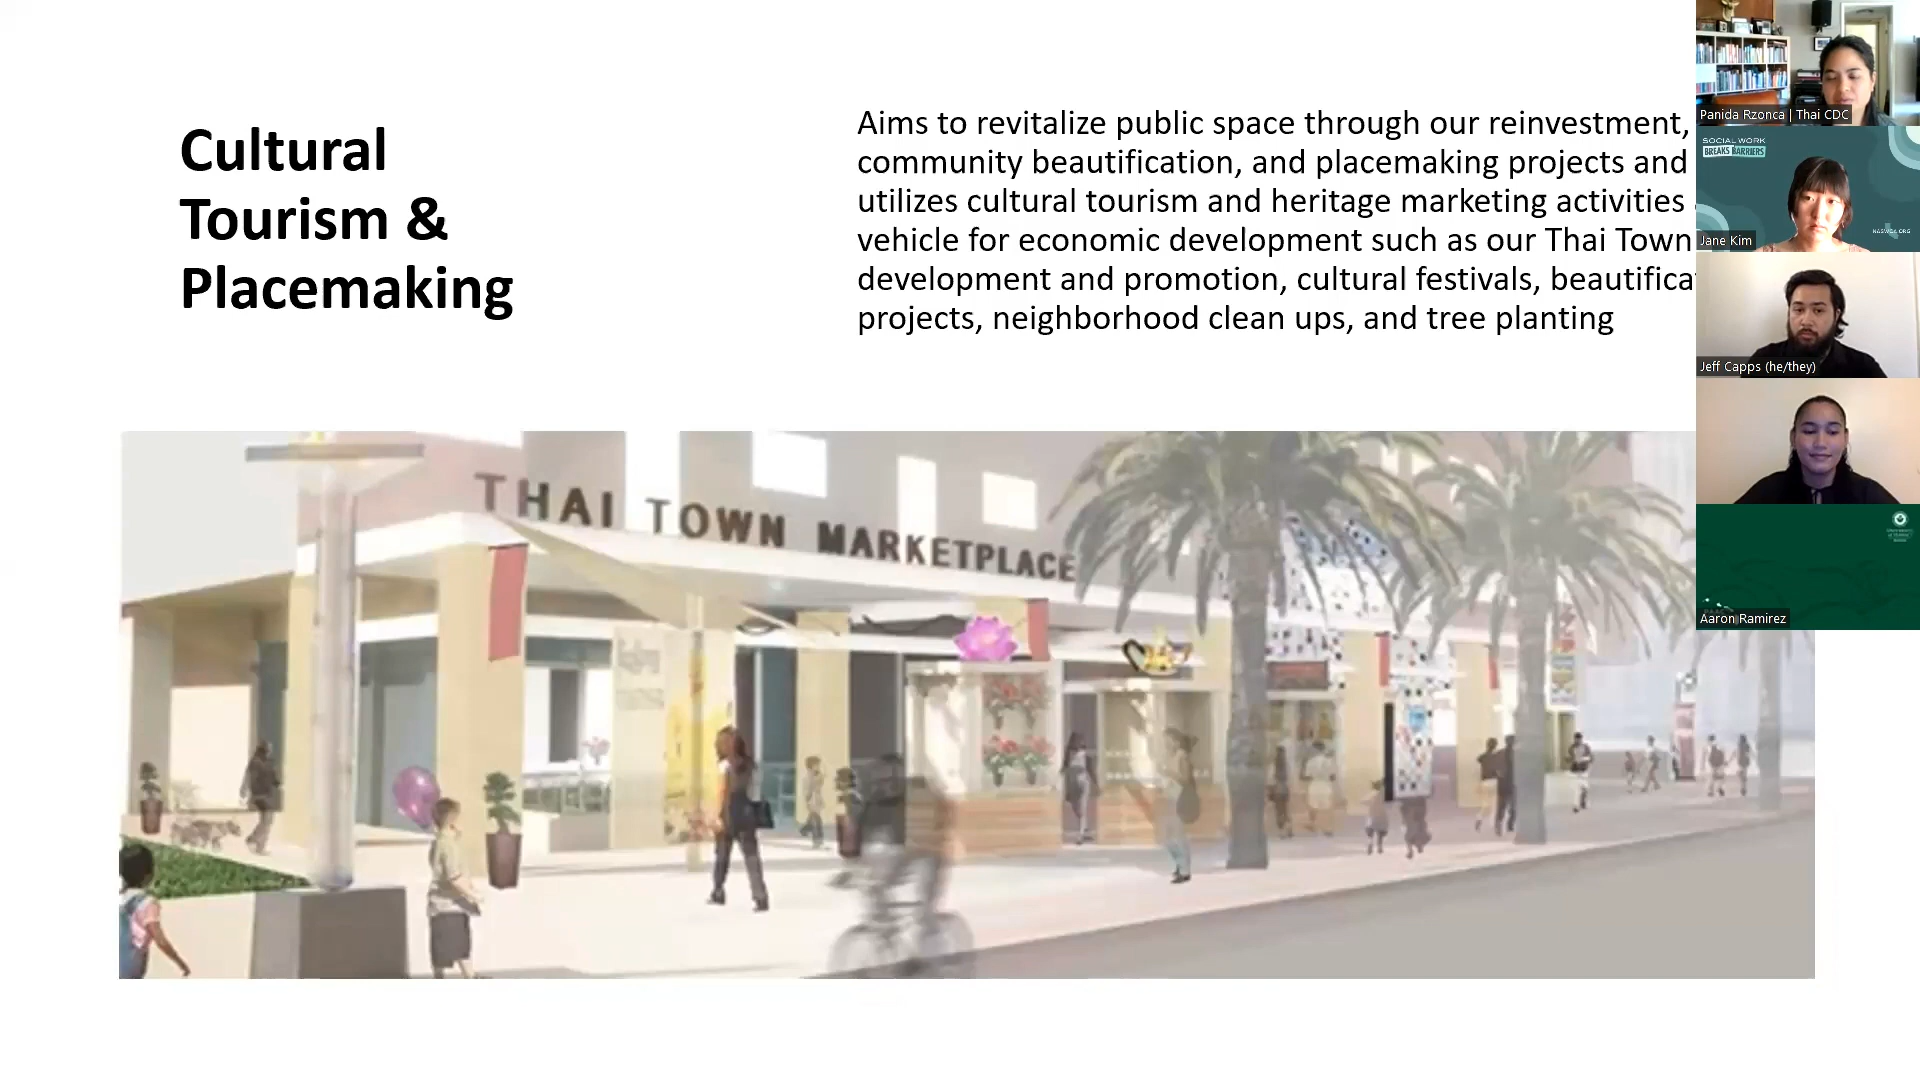 Cultural
Tourism &
Placemaking
Aims to revitalize public space through our reinvestment,
community beautification, and placemaking projects and
utilizes cultural tourism and heritage marketing activities
vehicle for economic development such as our Thai Town
development and promotion, cultural festivals, beautifica
projects, neighborhood clean ups, and tree planting
THAI TOWN MARKETPLACE
Panida Rzonca | Thai CDC
SOCIAL WORK
BREAKS BARRIERS
NASWCA.ORG
Jane Kim
Jeff Capps (he/they)
Aaron Ramirez